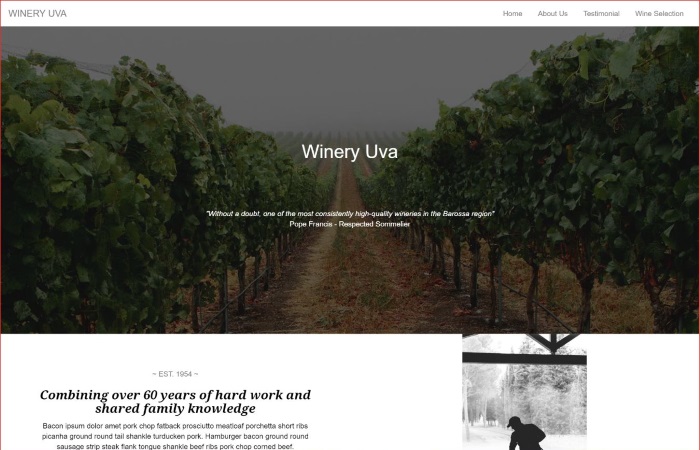 WINERY UVA
Home About Us Testimonial Wine Selection
Winery Uva
"Without a doubt, one of the most consistently high-quality wineries in the Barossa region"
Pope Francis - Respected Sommelier
~ EST. 1954 ~
Combining over 60 years of hard work and
shared family knowledge
Bacon ipsum dolor amet pork chop fatback prosciutto meatloaf porchetta short ribs
picanha ground round tail shankle turducken pork. Hamburger bacon ground round
sausage strip steak flank tongue shankle beef ribs pork chop corned beef.